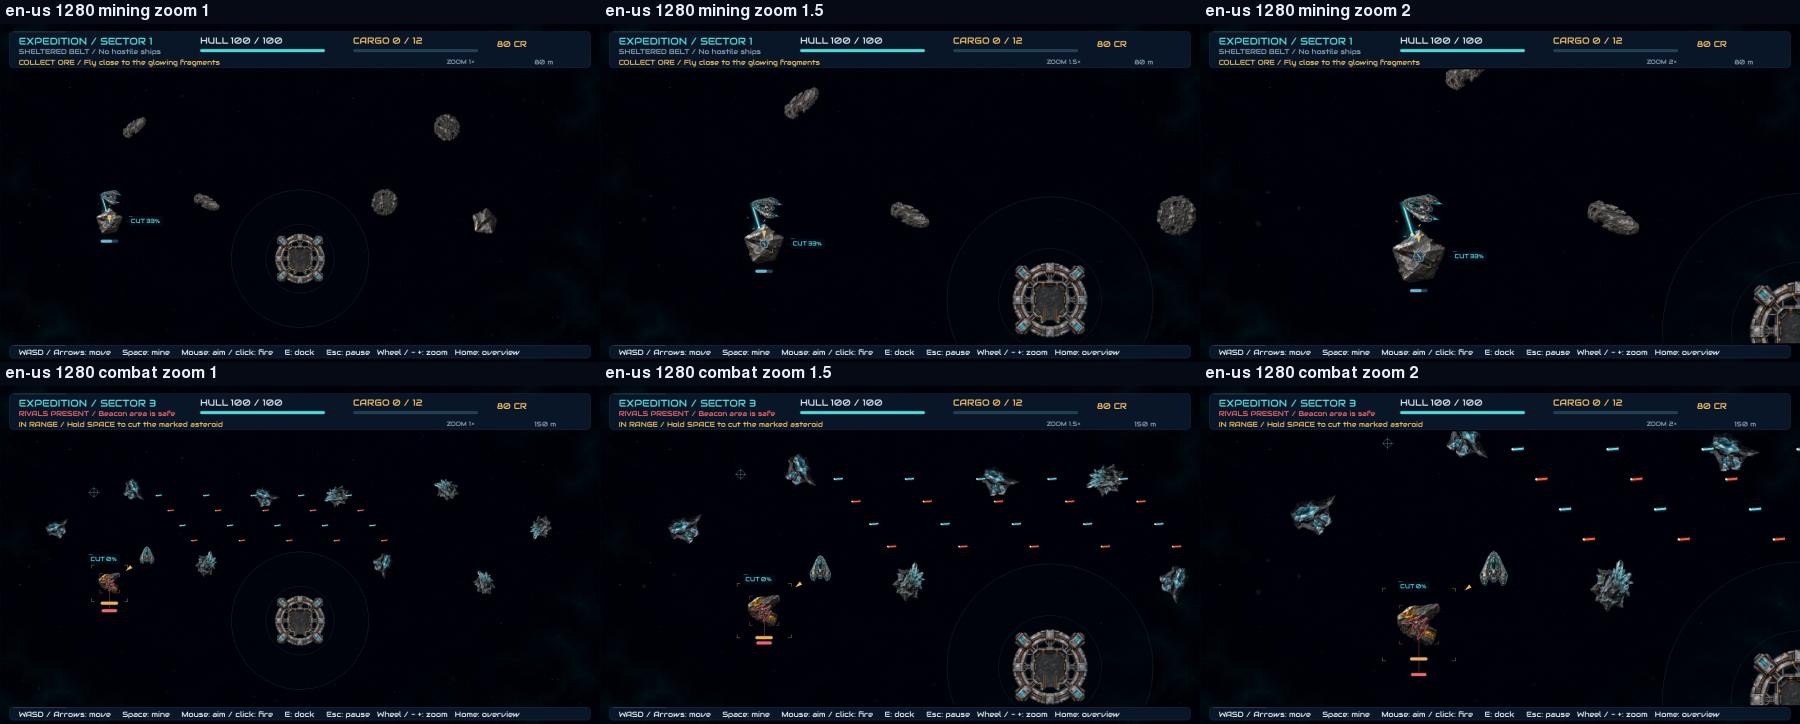 en-us 1280 mining zoom 1
EXPEDITION / SECTOR 1
SHELTERED BELT / No hostile ships
COLLECT ORE / Fly close to the glowing fragments
HULL 100 / 100
CARGO 0 / 12
80 CR
ZOOM 1×
80 m
CUT 33%
WASD / Arrows: move Space: mine Mouse: aim / click: fire E: dock Esc: pause Wheel / - +: zoom Home: overview
en-us 1280 mining zoom 1.5
EXPEDITION / SECTOR 1
SHELTERED BELT / No hostile ships
COLLECT ORE / Fly close to the glowing fragments
HULL 100 / 100
CARGO 0 / 12
80 CR
ZOOM 1.5×
80 m
CUT 33%
WASD / Arrows: move Space: mine Mouse: aim / click: fire E: dock Esc: pause Wheel / - +: zoom Home: overview
en-us 1280 mining zoom 2
EXPEDITION / SECTOR 1
SHELTERED BELT / No hostile ships
COLLECT ORE / Fly close to the glowing fragments
HULL 100 / 100
CARGO 0 / 12
80 CR
ZOOM 2×
80 m
CUT 33%
WASD / Arrows: move Space: mine Mouse: aim / click: fire E: dock Esc: pause Wheel / - +: zoom Home: overview
en-us 1280 combat zoom 1
EXPEDITION / SECTOR 3
RIVALS PRESENT / Beacon area is safe
IN RANGE / Hold SPACE to cut the marked asteroid
HULL 100 / 100
CARGO 0 / 12
80 CR
ZOOM 1×
150 m
CUT 0%
WASD / Arrows: move Space: mine Mouse: aim / click: fire E: dock Esc: pause Wheel / - +: zoom Home: overview
en-us 1280 combat zoom 1.5
EXPEDITION / SECTOR 3
RIVALS PRESENT / Beacon area is safe
IN RANGE / Hold SPACE to cut the marked asteroid
HULL 100 / 100
CARGO 0 / 12
80 CR
ZOOM 1.5×
150 m
CUT 0%
WASD / Arrows: move Space: mine Mouse: aim / click: fire E: dock Esc: pause Wheel / - +: zoom Home: overview
en-us 1280 combat zoom 2
EXPEDITION / SECTOR 3
RIVALS PRESENT / Beacon area is safe
IN RANGE / Hold SPACE to cut the marked asteroid
HULL 100 / 100
CARGO 0 / 12
80 CR
ZOOM 2×
150 m
CUT 0%
WASD / Arrows: move Space: mine Mouse: aim / click: fire E: dock Esc: pause Wheel / - +: zoom Home: overview